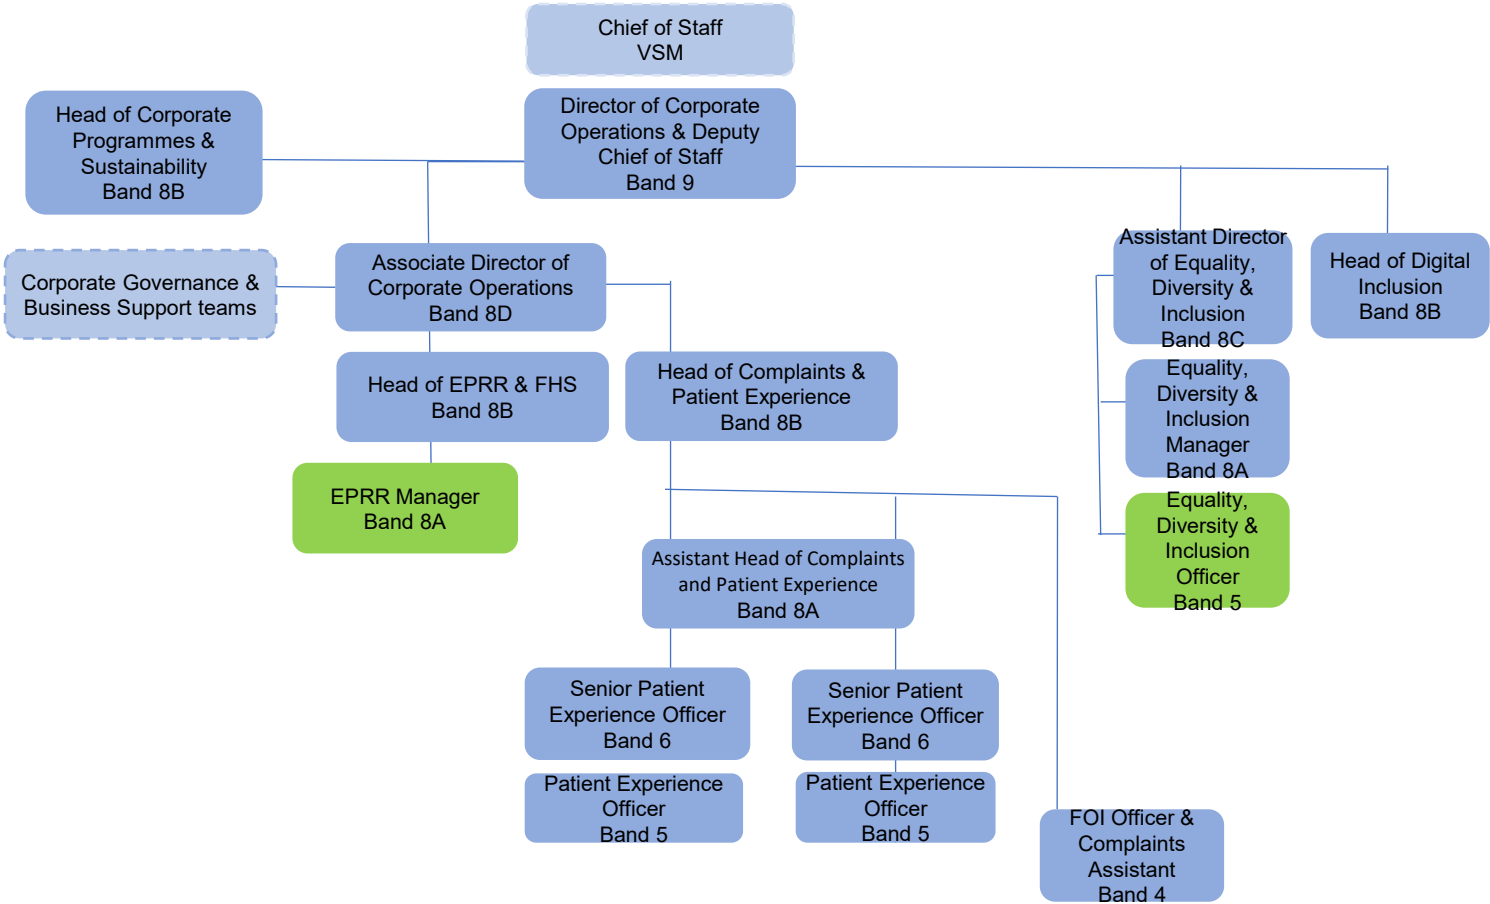 Chief of Staff
VSM
Head of Corporate
Programmes &
Sustainability
Band 8B
Director of Corporate
Operations & Deputy
Chief of Staff
Band 9
Corporate Governance &
Business Support teams
Associate Director of
Corporate Operations
Band 8D
Assistant Director
of Equality,
Diversity &
Inclusion
Band 8C
Head of Digital
Inclusion
Band 8B
Head of EPRR & FHS
Band 8B
Head of Complaints &
Patient Experience
Band 8B
Equality,
Diversity &
Inclusion
Manager
Band 8A
EPRR Manager
Band 8A
Equality,
Diversity &
Inclusion
Officer
Band 5
Assistant Head of Complaints
and Patient Experience
Band 8A
Senior Patient
Experience Officer
Band 6
Senior Patient
Experience Officer
Band 6
Patient Experience
Officer
Band 5
Patient Experience
Officer
Band 5
FOI Officer &
Complaints
Assistant
Band 4